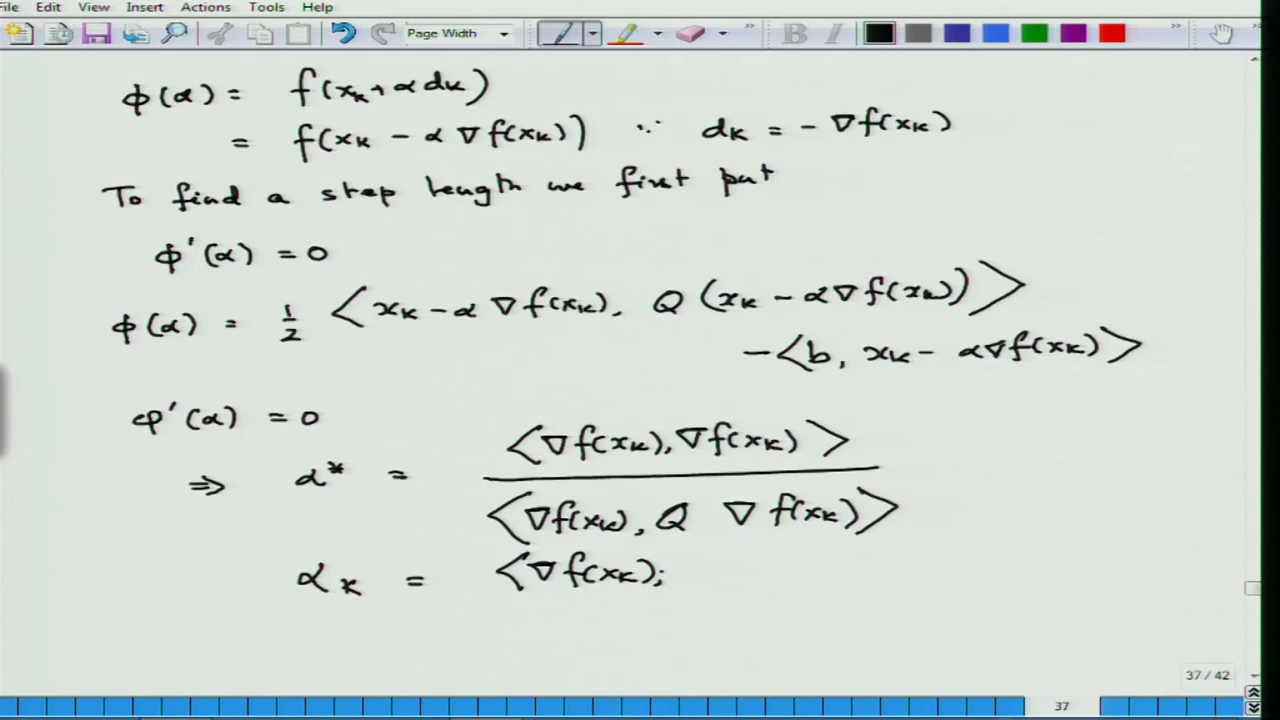 File Edit View Insert Actions Tools Help
Page Width
ϕ(α) = f(xₖ + α dₖ)
= f(xₖ − α ∇f(xₖ)) ∵ dₖ = − ∇f(xₖ)
To find a step length we first put
ϕ'(α) = 0
ϕ(α) = 1/2 <xₖ − α ∇f(xₖ), Q (xₖ − α∇f(xₖ))>
− <b, xₖ − α∇f(xₖ)>
φ'(α) = 0
⇒ α* = <∇f(xₖ), ∇f(xₖ)> / <∇f(xₖ), Q ∇f(xₖ)>
αₖ = <∇f(xₖ);
37 / 42
37